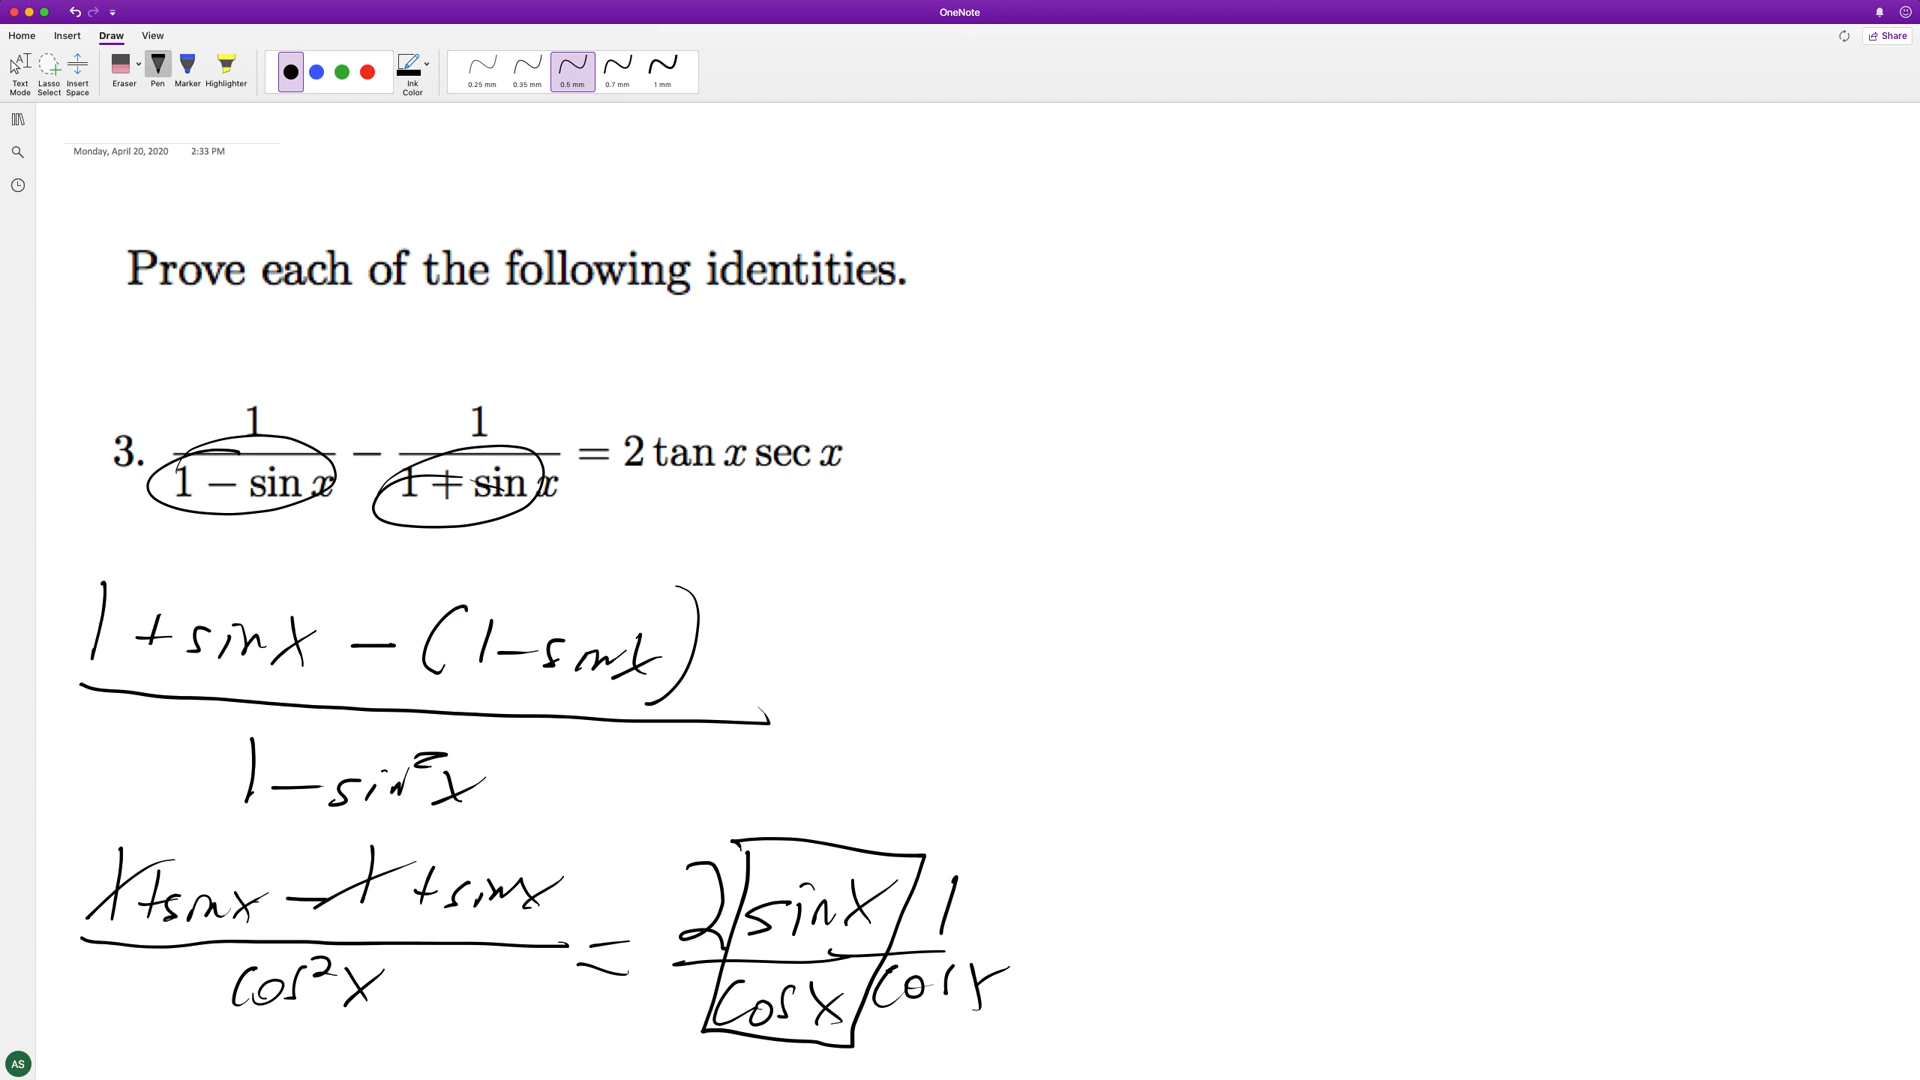 OneNote
Home Insert Draw View
Share
Text Mode Lasso Select Insert Space Eraser Pen Marker Highlighter Ink Color 0.25 mm 0.35 mm 0.5 mm 0.7 mm 1 mm
Monday, April 20, 2020 2:33 PM
Prove each of the following identities.
3. 1/(1 − sin x) − 1/(1 + sin x) = 2 tan x sec x
1 + sin x − (1 − sin x)
1 − sin²x
1 + sin x − 1 + sin x = 2 sin x 1
cos²x cos x cos x
AS